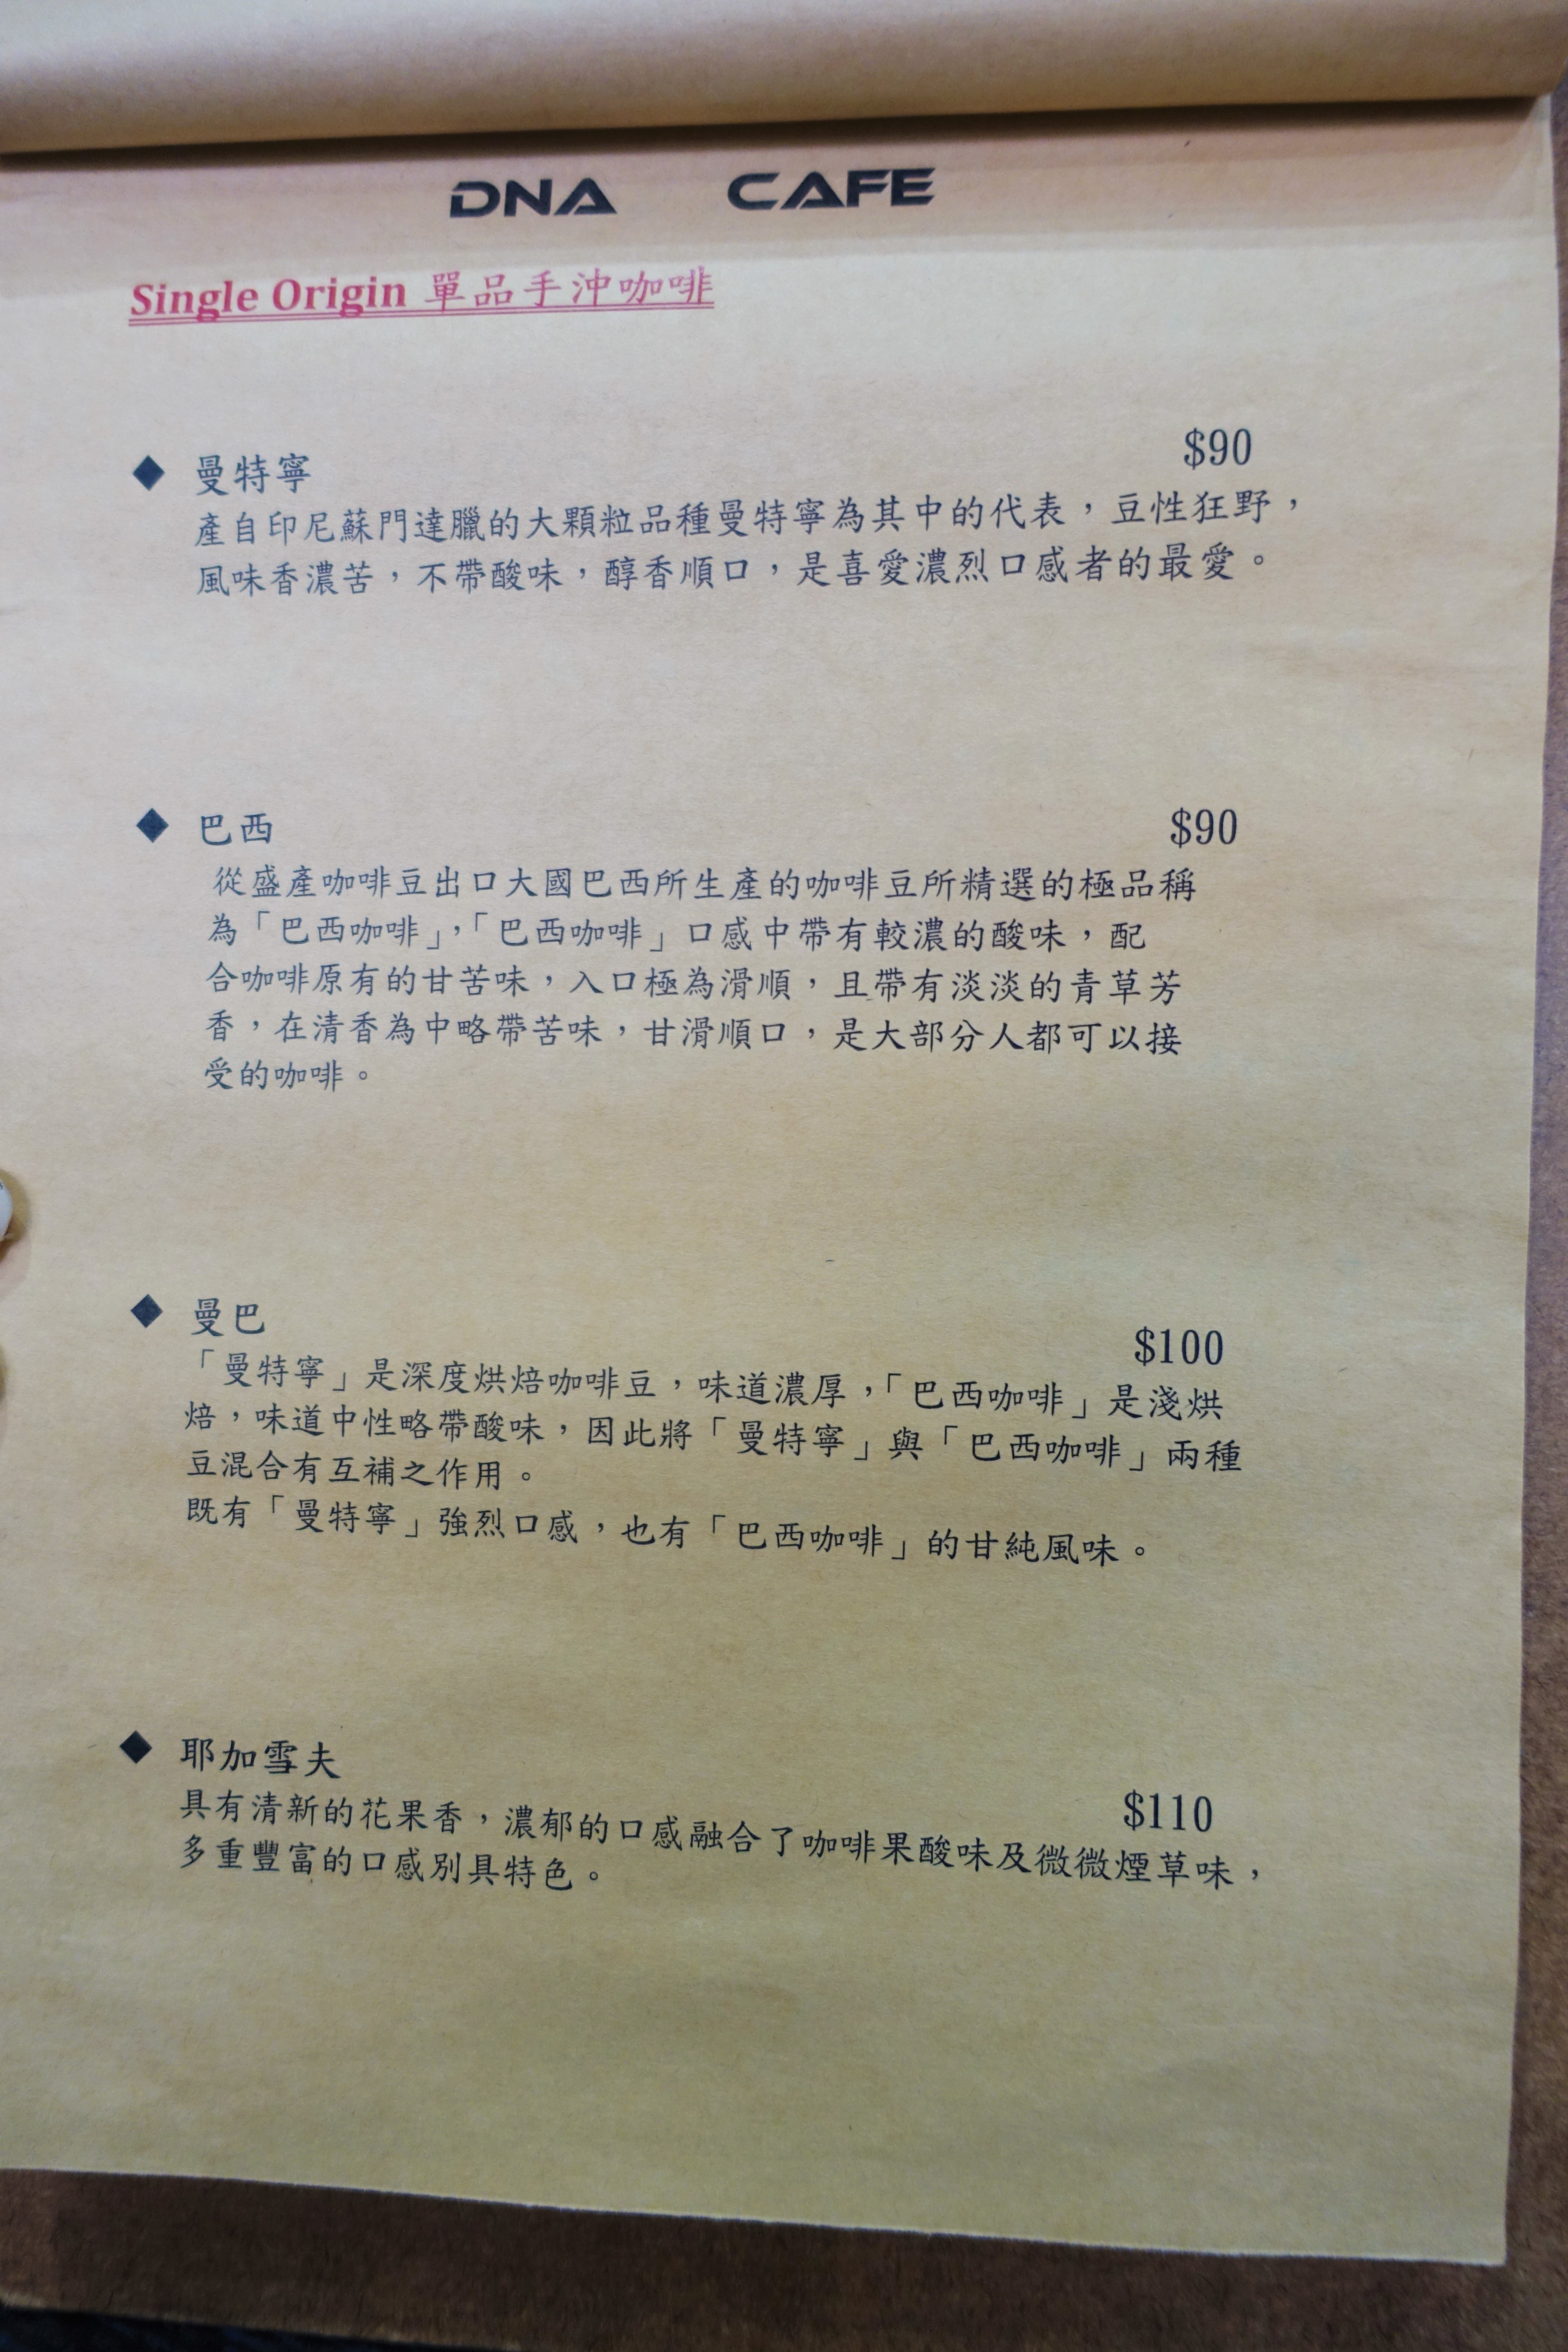 DNA CAFE
Single Origin 單品手沖咖啡
◆ 曼特寧 $90
產自印尼蘇門達臘的大顆粒品種曼特寧為其中的代表，豆性狂野，
風味香濃苦，不帶酸味，醇香順口，是喜愛濃烈口感者的最愛。
◆ 巴西 $90
從盛產咖啡豆出口大國巴西所生產的咖啡豆所精選的極品稱
為「巴西咖啡」，「巴西咖啡」口感中帶有較濃的酸味，配
合咖啡原有的甘苦味，入口極為滑順，且帶有淡淡的青草芳
香，在清香為中略帶苦味，甘滑順口，是大部分人都可以接
受的咖啡。
◆ 曼巴 $100
「曼特寧」是深度烘焙咖啡豆，味道濃厚，「巴西咖啡」是淺烘
焙，味道中性略帶酸味，因此將「曼特寧」與「巴西咖啡」兩種
豆混合有互補之作用。
既有「曼特寧」強烈口感，也有「巴西咖啡」的甘純風味。
◆ 耶加雪夫 $110
具有清新的花果香，濃郁的口感融合了咖啡果酸味及微微煙草味，
多重豐富的口感別具特色。